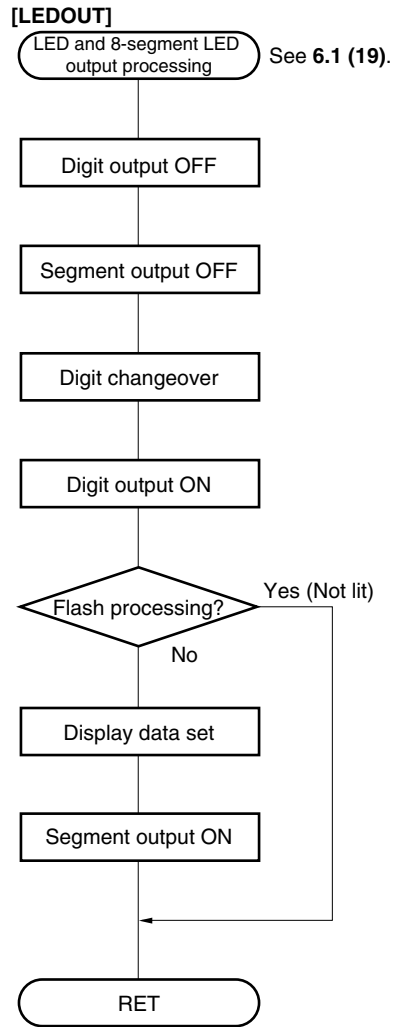 [LEDOUT]
LED and 8-segment LED
output processing
See 6.1 (19).
Digit output OFF
Segment output OFF
Digit changeover
Digit output ON
Flash processing?
Yes (Not lit)
No
Display data set
Segment output ON
RET